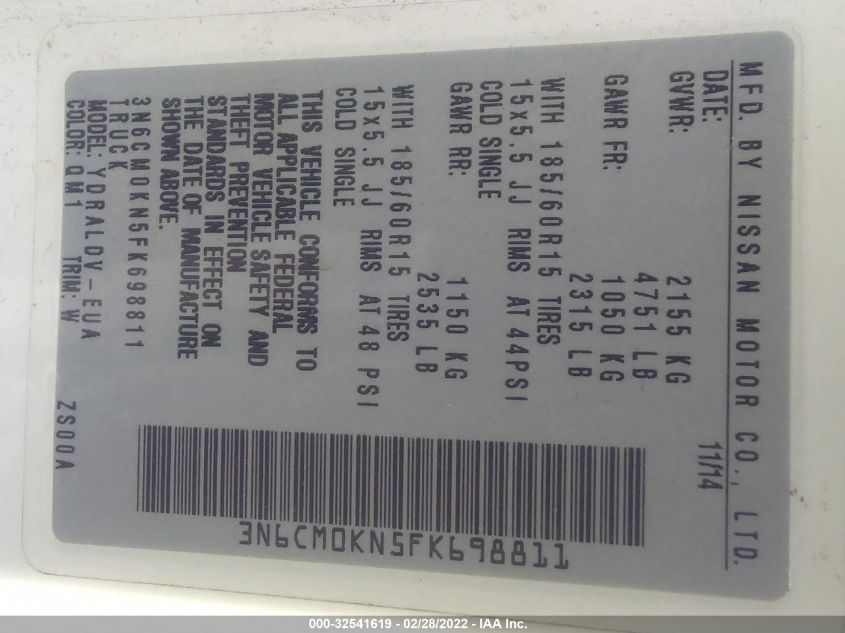 MFD. BY NISSAN MOTOR CO., LTD.
DATE: 11/14
GVWR: 2155 KG
4751 LB
GAWR FR: 1050 KG
2315 LB
WITH 185/60R15 TIRES
15x5.5 JJ RIMS AT 44PSI
COLD SINGLE
GAWR RR: 1150 KG
2535 LB
WITH 185/60R15 TIRES
15x5.5 JJ RIMS AT 48 PSI
COLD SINGLE
THIS VEHICLE CONFORMS TO
ALL APPLICABLE FEDERAL
MOTOR VEHICLE SAFETY AND
THEFT PREVENTION
STANDARDS IN EFFECT ON
THE DATE OF MANUFACTURE
SHOWN ABOVE.
3N6CM0KN5FK698811
TRUCK
MODEL: YDRALDV-EUA
COLOR: QM1 TRIM: W ZS00A
3N6CM0KN5FK698811
000-32541619 - 02/28/2022 - IAA Inc.